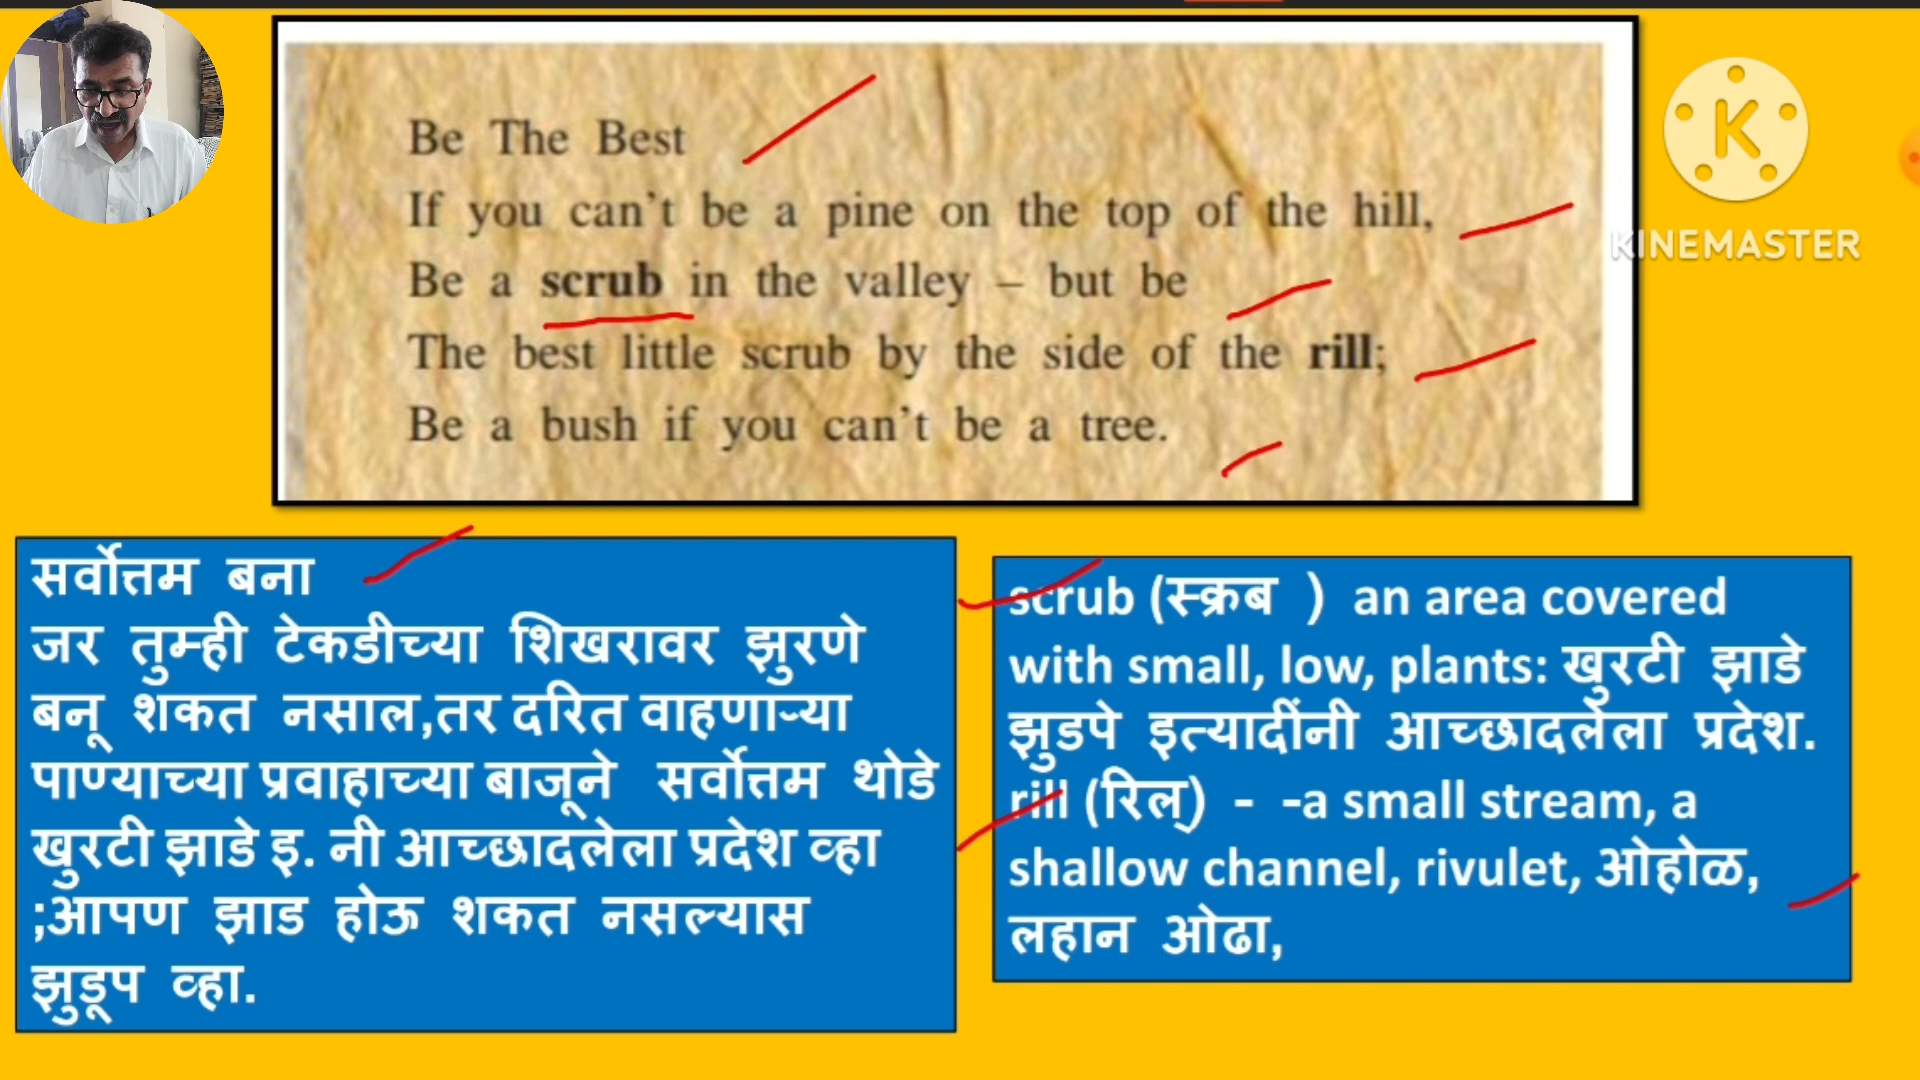 Be The Best
If you can't be a pine on the top of the hill,
Be a scrub in the valley – but be
The best little scrub by the side of the rill;
Be a bush if you can't be a tree.
K
KINEMASTER
सर्वोत्तम बना
जर तुम्ही टेकडीच्या शिखरावर झुरणे
बनू शकत नसाल,तर दरित वाहणाऱ्या
पाण्याच्या प्रवाहाच्या बाजूने सर्वोत्तम थोडे
खुरटी झाडे इ. नी आच्छादलेला प्रदेश व्हा
;आपण झाड होऊ शकत नसल्यास
झुडूप व्हा.
scrub (स्क्रब ) an area covered
with small, low, plants: खुरटी झाडे
झुडपे इत्यादींनी आच्छादलेला प्रदेश.
rill (रिल्) - -a small stream, a
shallow channel, rivulet, ओहोळ,
लहान ओढा,